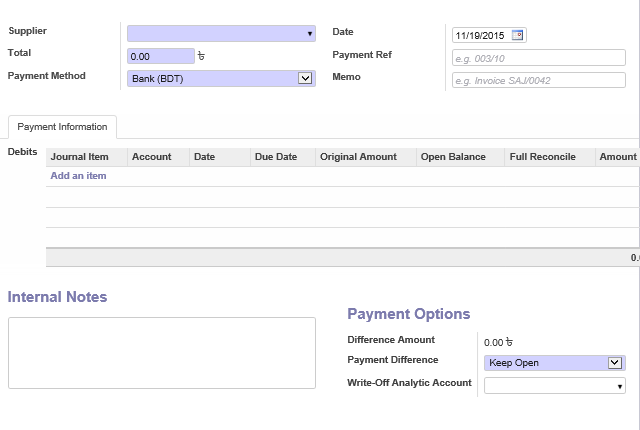 Supplier
Date
11/19/2015
Total
0.00 ৳
Payment Ref
e.g. 003/10
Payment Method
Bank (BDT)
Memo
e.g. Invoice SAJ/0042
Payment Information
Debits
Journal Item Account Date Due Date Original Amount Open Balance Full Reconcile Amount
Add an item
0.
Internal Notes
Payment Options
Difference Amount
0.00 ৳
Payment Difference
Keep Open
Write-Off Analytic Account